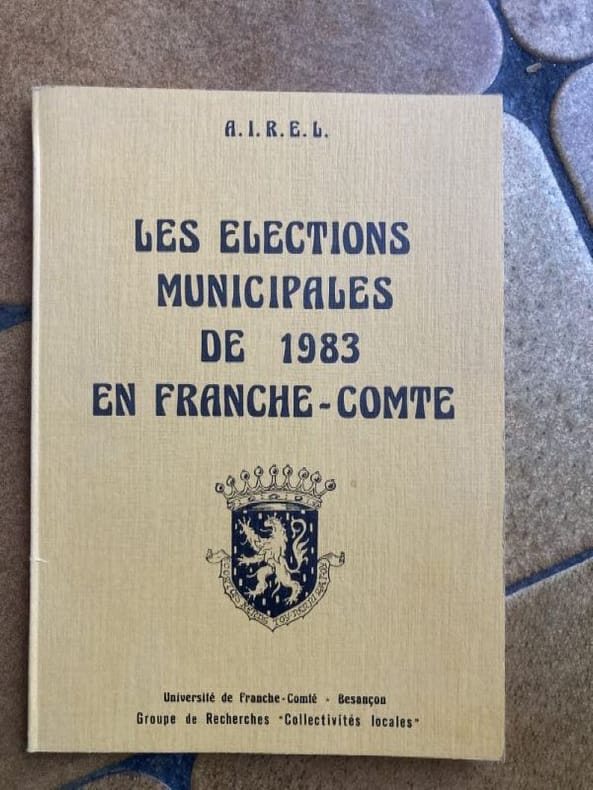 A.I.R.E.L.
LES ELECTIONS
MUNICIPALES
DE 1983
EN FRANCHE-COMTE
Université de Franche-Comté - Besançon
Groupe de Recherches "Collectivités locales"